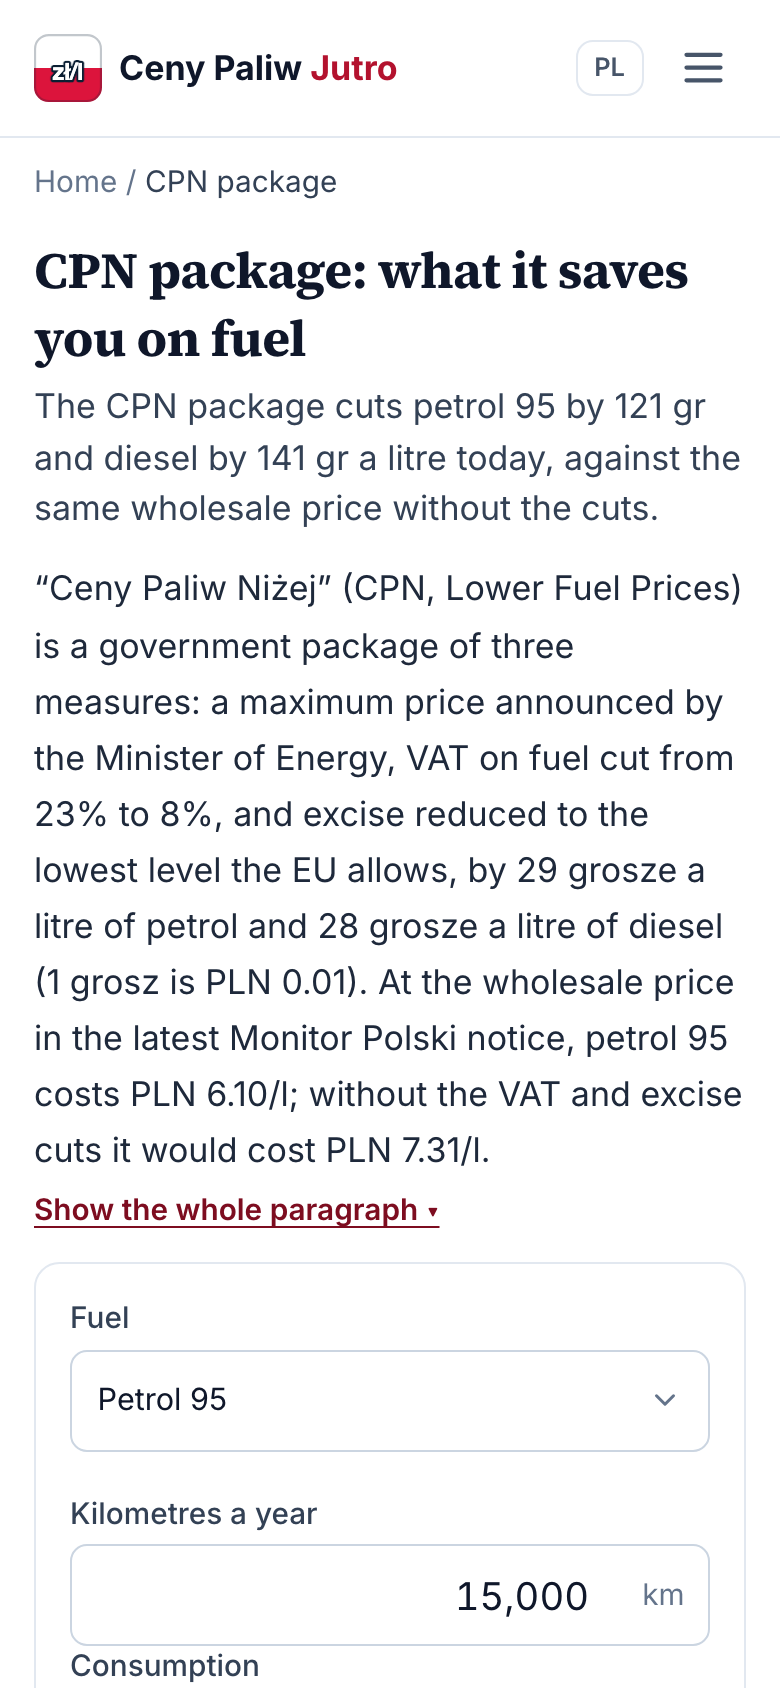 zł/l
Ceny Paliw Jutro
PL
Home / CPN package
CPN package: what it saves
you on fuel
The CPN package cuts petrol 95 by 121 gr
and diesel by 141 gr a litre today, against the
same wholesale price without the cuts.
“Ceny Paliw Niżej” (CPN, Lower Fuel Prices)
is a government package of three
measures: a maximum price announced by
the Minister of Energy, VAT on fuel cut from
23% to 8%, and excise reduced to the
lowest level the EU allows, by 29 grosze a
litre of petrol and 28 grosze a litre of diesel
(1 grosz is PLN 0.01). At the wholesale price
in the latest Monitor Polski notice, petrol 95
costs PLN 6.10/l; without the VAT and excise
cuts it would cost PLN 7.31/l.
Show the whole paragraph ▾
Fuel
Petrol 95
Kilometres a year
15,000 km
Consumption